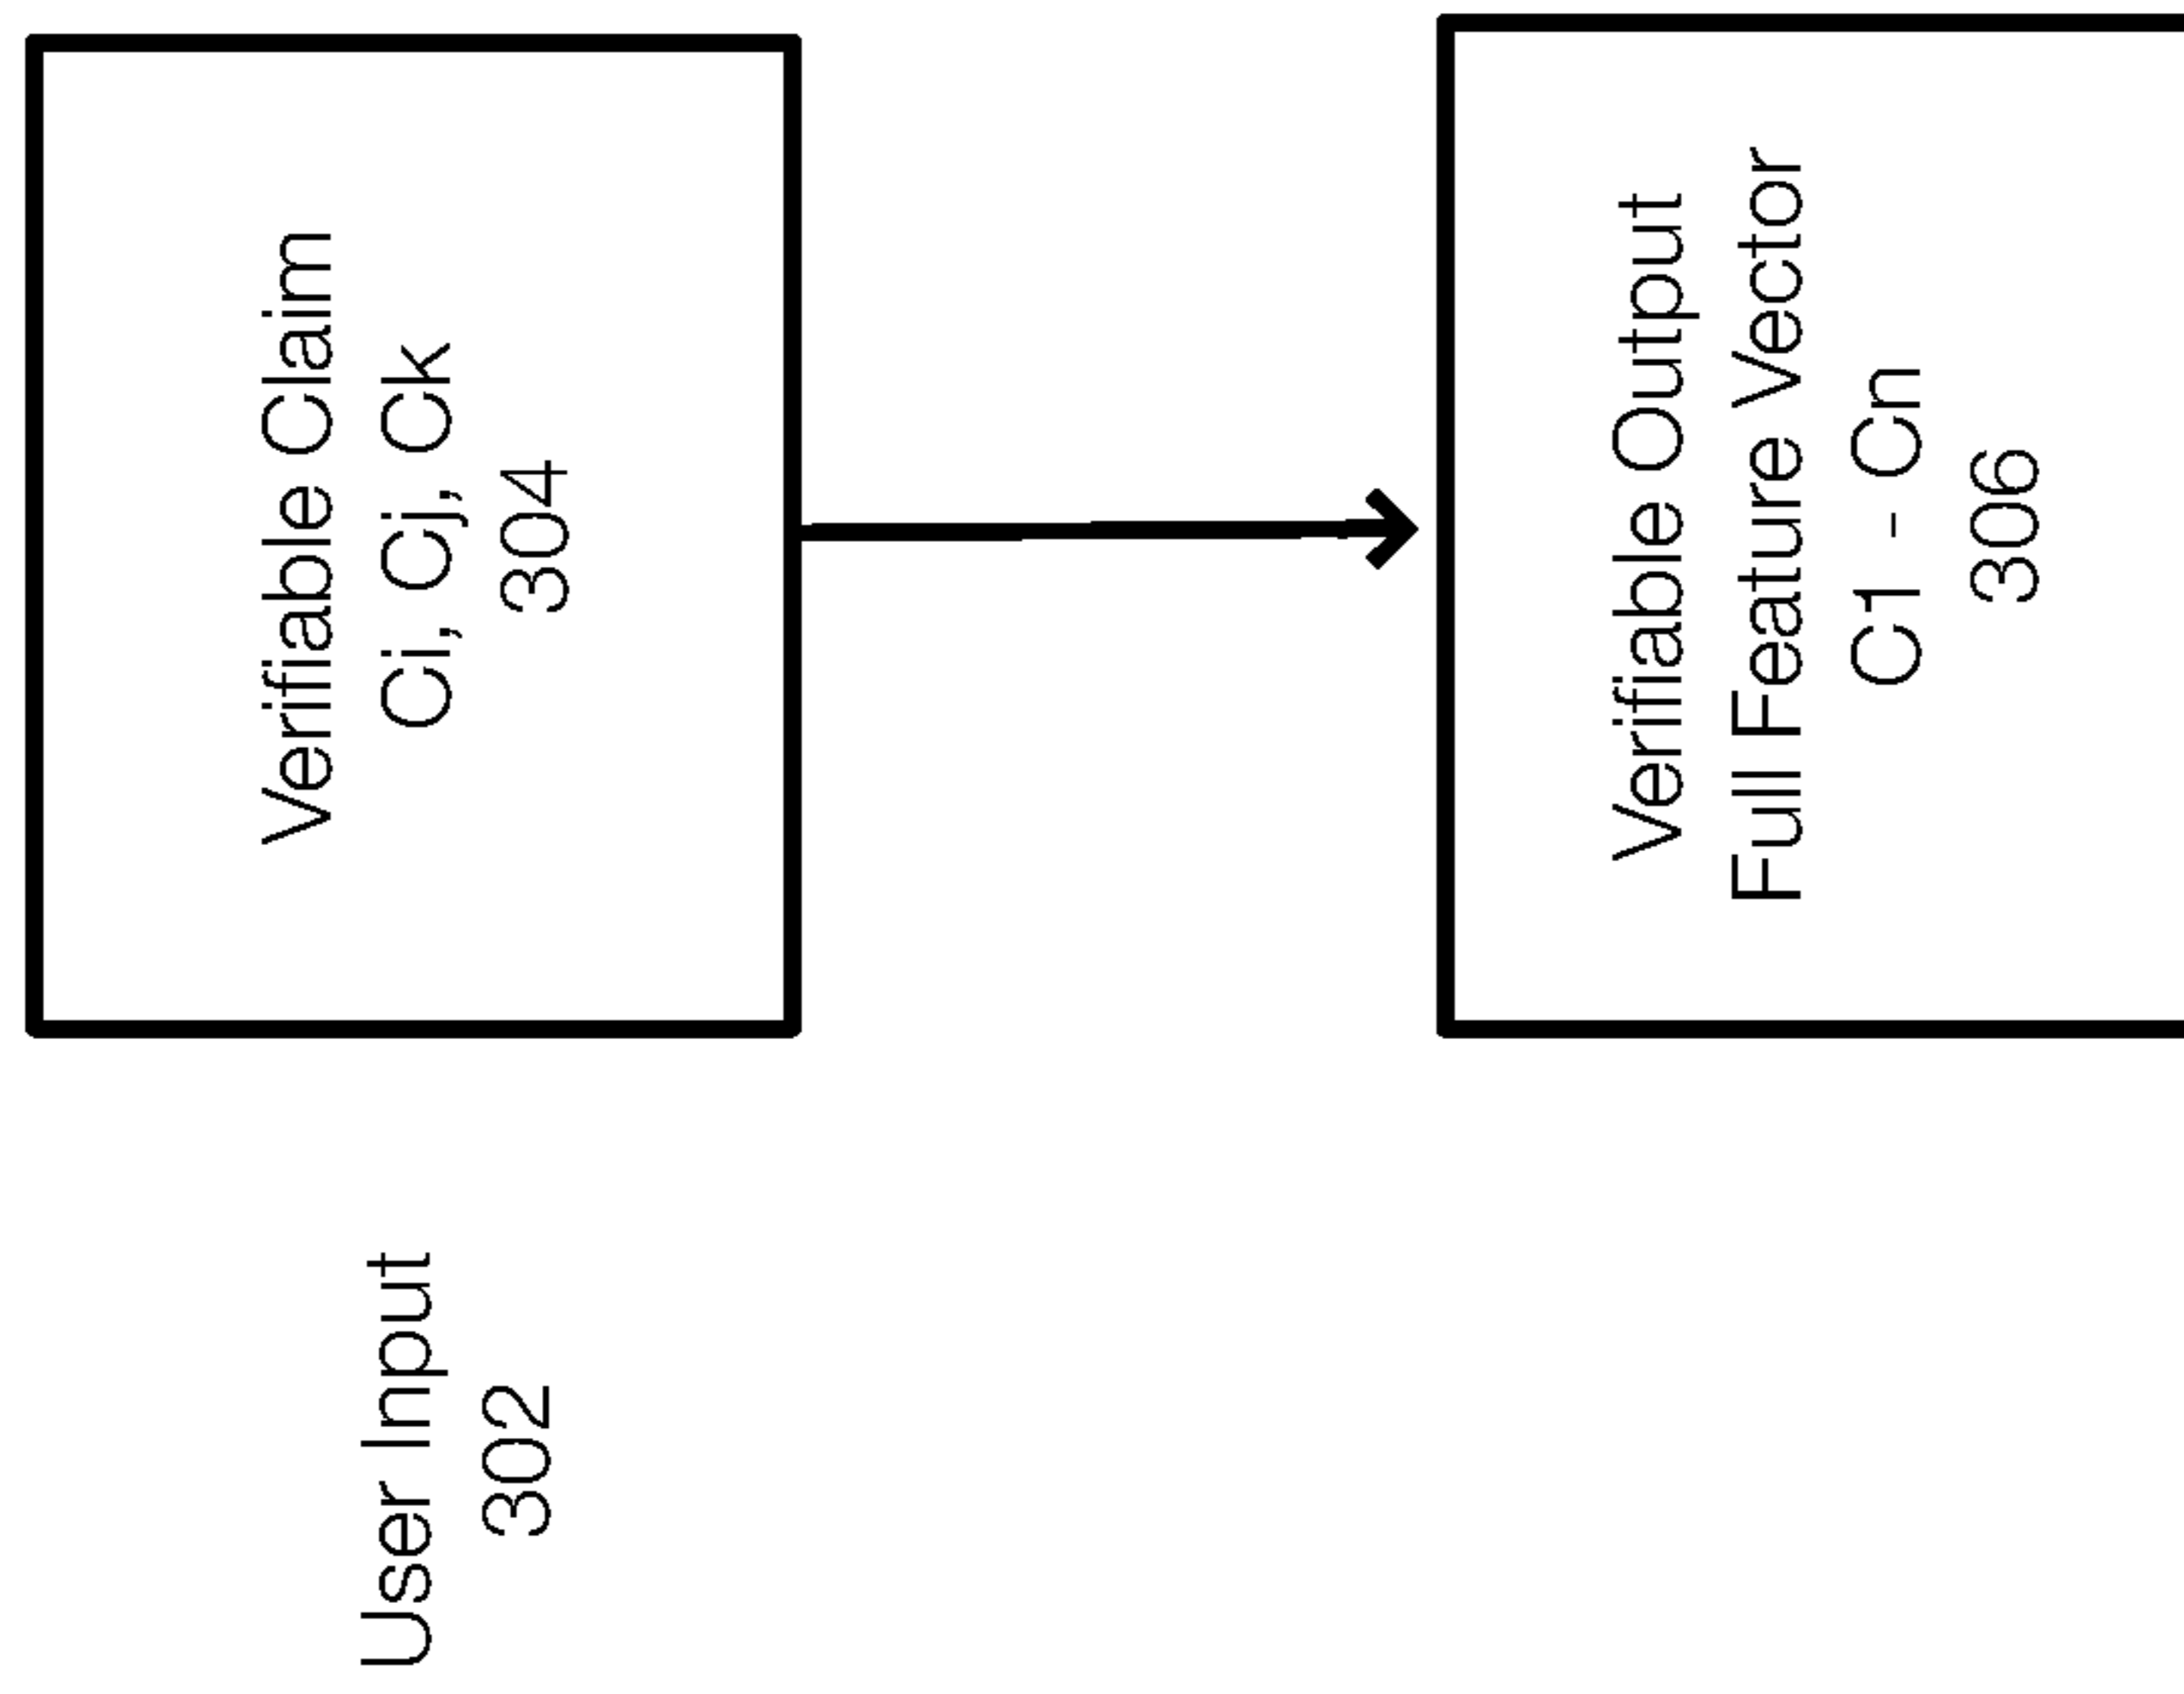 User Input
302
Verifiable Claim
Ci, Cj, Ck
304
Verifiable Output
Full Feature Vector
C1 - Cn
306